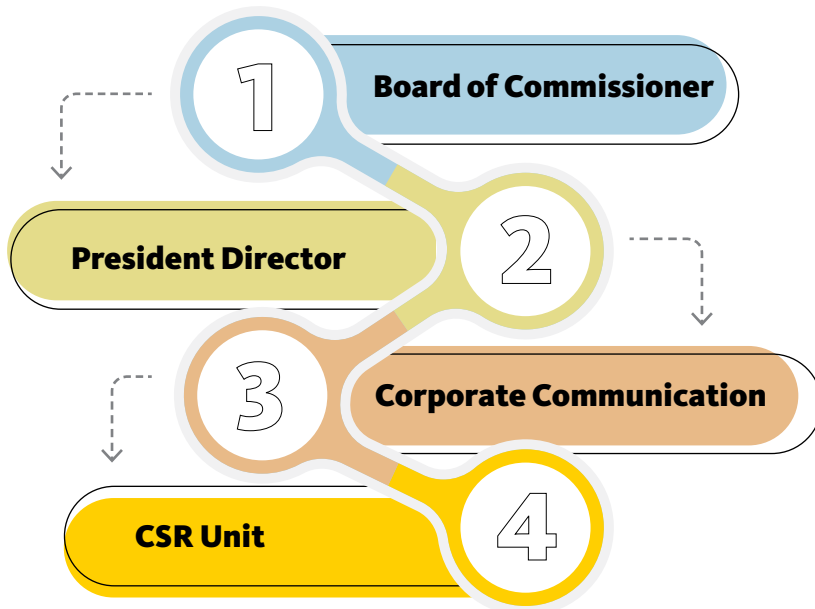 1
Board of Commissioner
President Director
2
3
Corporate Communication
CSR Unit
4